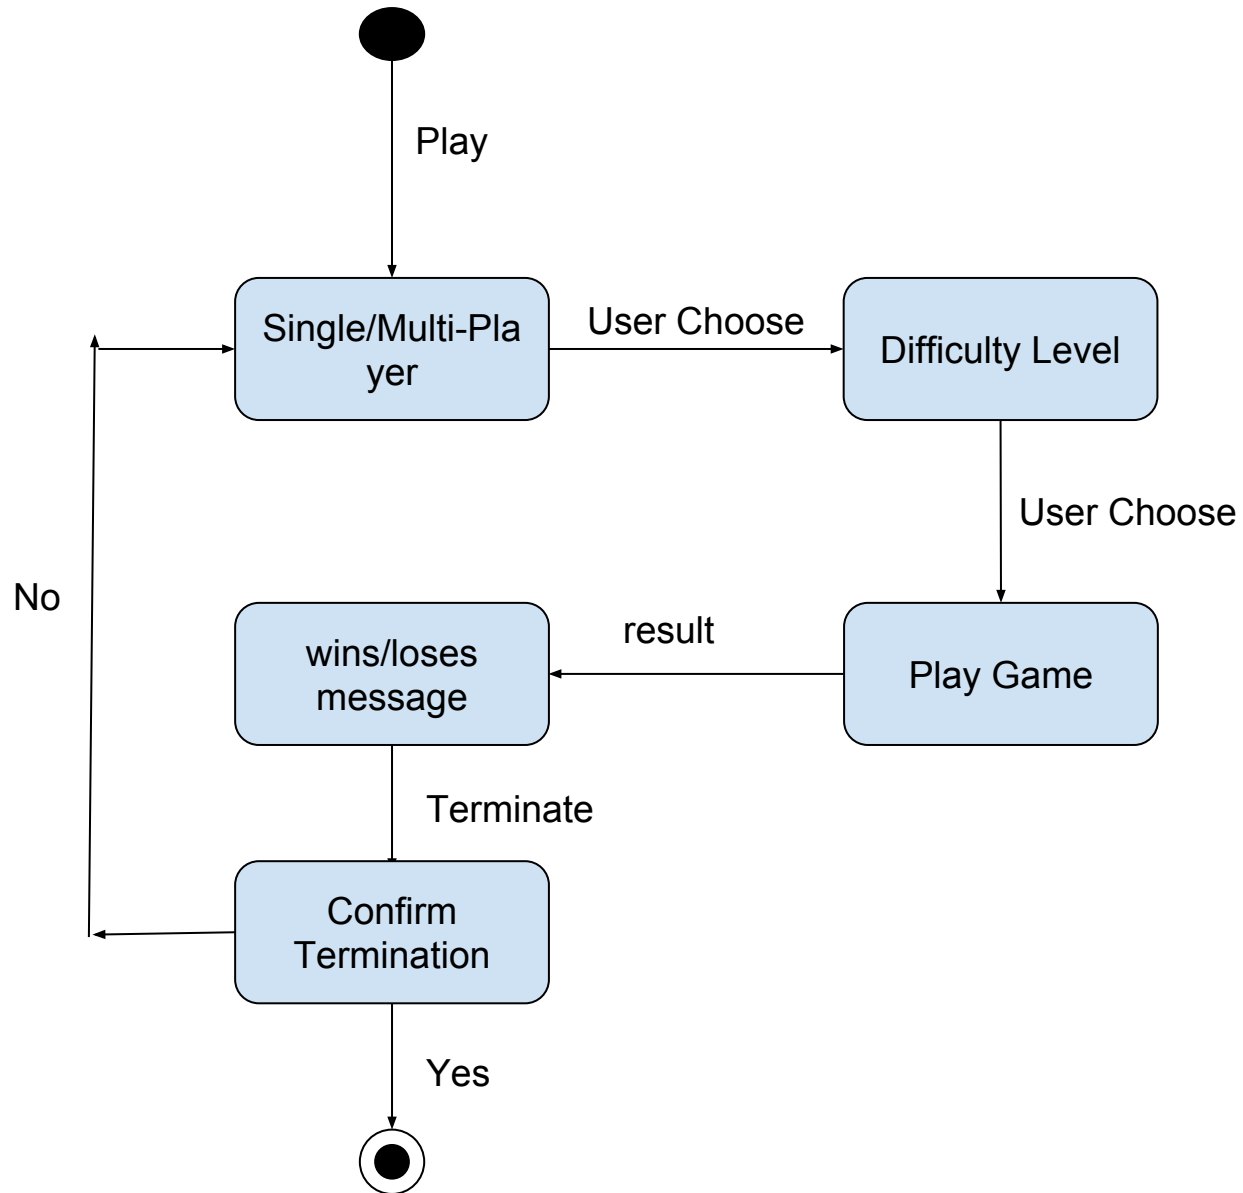 Play
Single/Multi-Pla
yer
User Choose
Difficulty Level
User Choose
No
wins/loses
message
result
Play Game
Terminate
Confirm
Termination
Yes